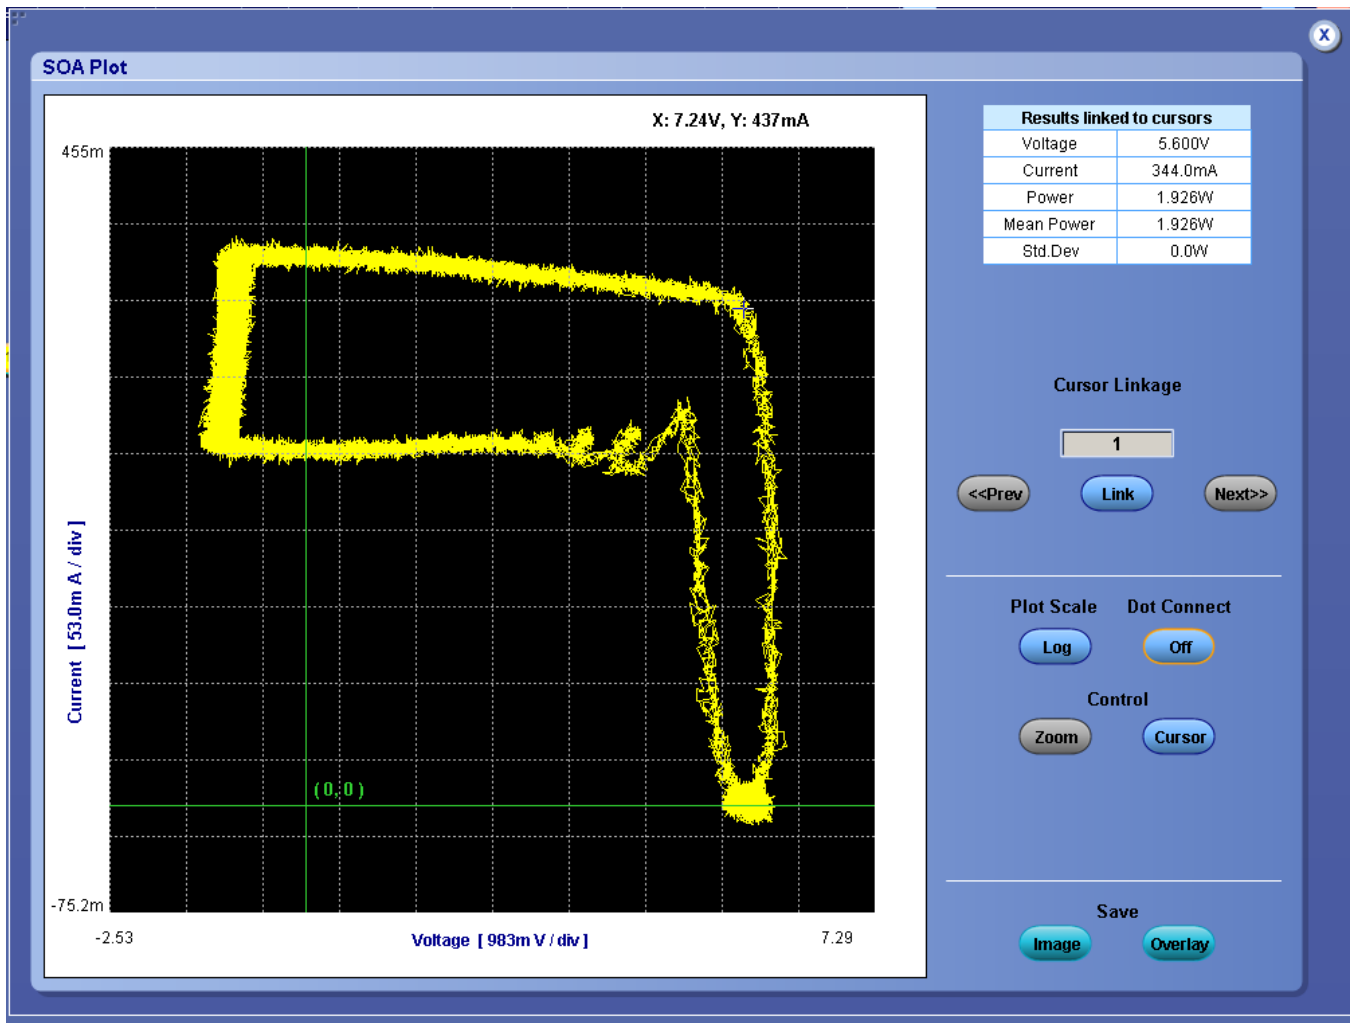 X
SOA Plot
X: 7.24V, Y: 437mA
455m
(0,0)
-75.2m
-2.53
Voltage [ 983m V / div ]
7.29
Current [ 53.0m A / div ]
Results linked to cursors
Voltage 5.600V
Current 344.0mA
Power 1.926W
Mean Power 1.926W
Std.Dev 0.0W
Cursor Linkage
1
<<Prev Link Next>>
Plot Scale Dot Connect
Log Off
Control
Zoom Cursor
Save
Image Overlay